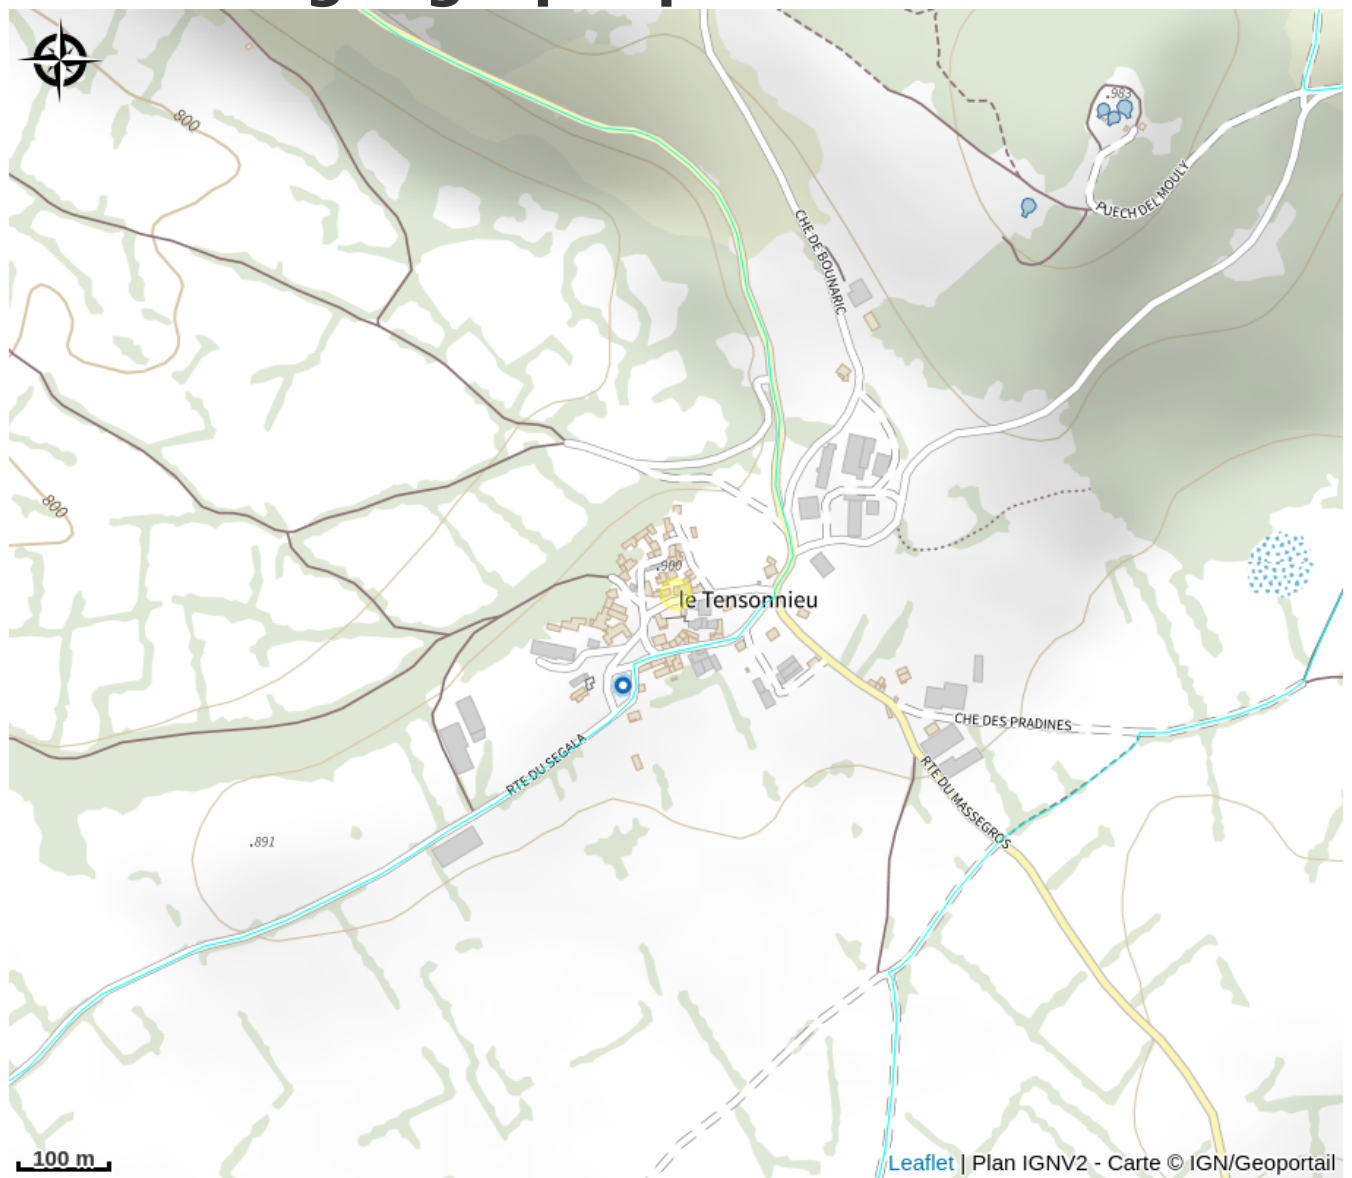 800
.983
PUECH DEL MOULY
CHE DE BOUNARIC
800
.900
le Tensonnieu
CHE DES PRADINES
RTE DU SEGALA
RTE DU MASSEGROS
.891
100 m
Leaflet | Plan IGNV2 - Carte © IGN/Geoportail